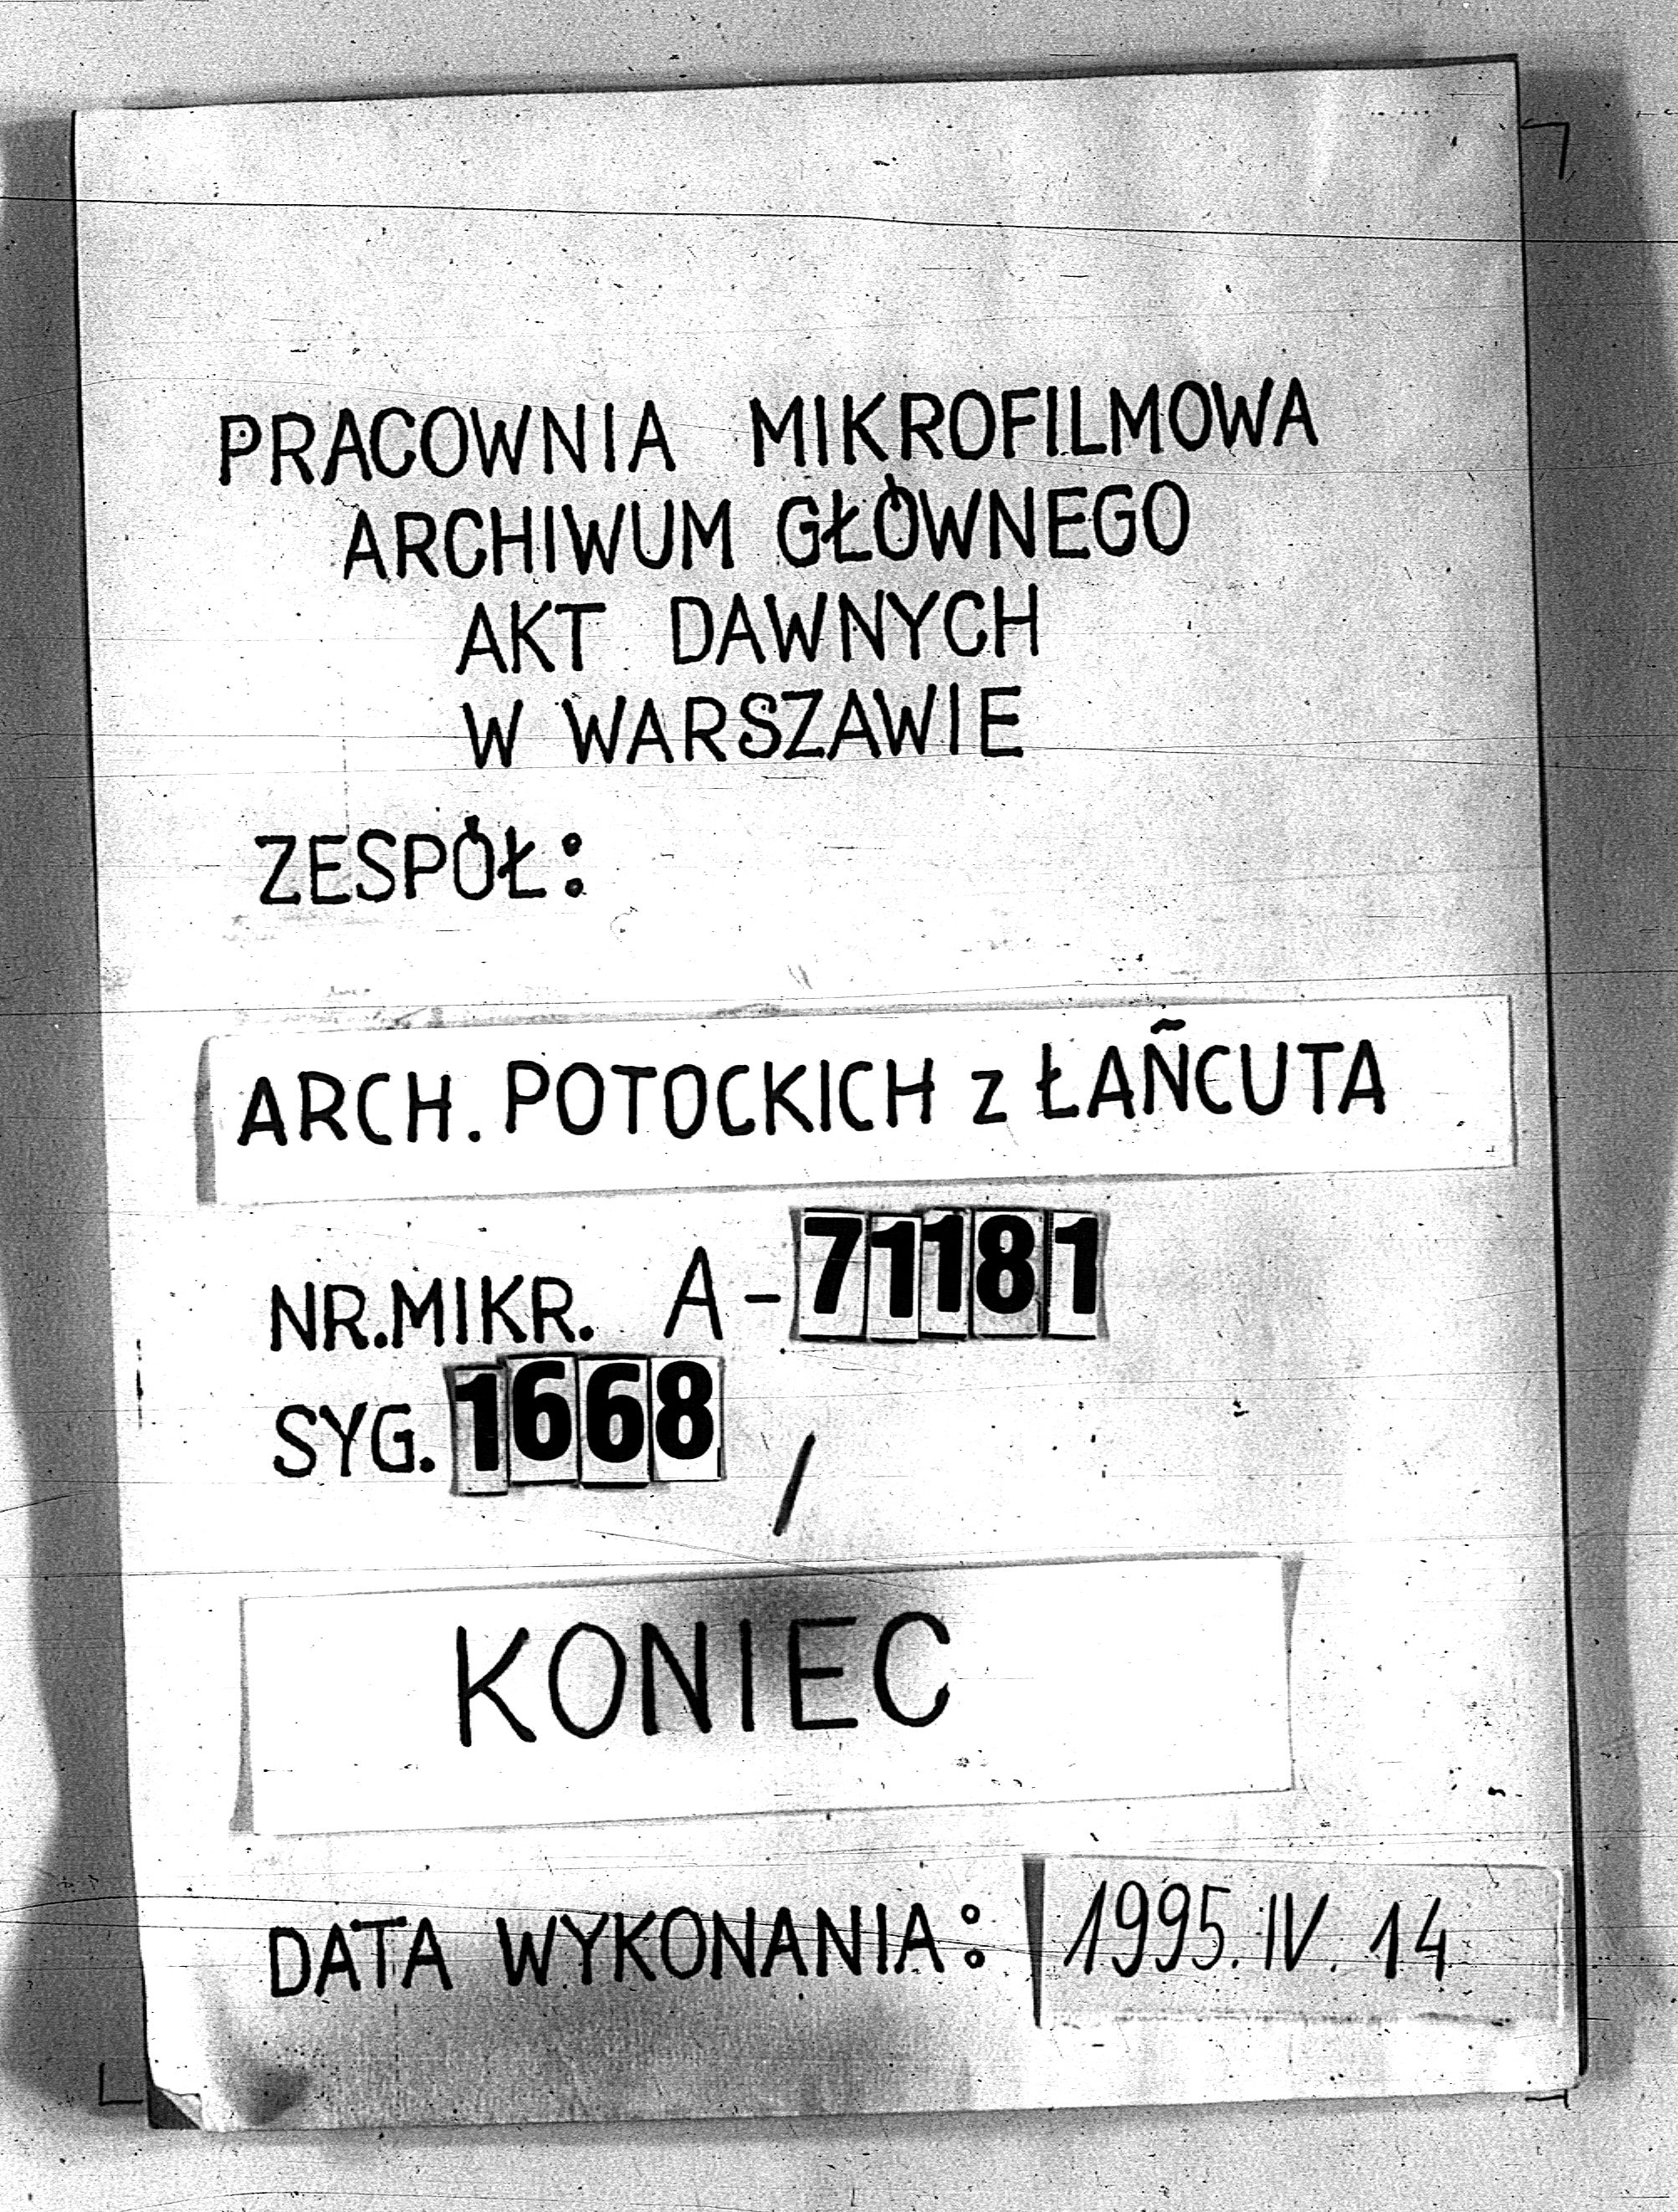 PRACOWNIA MIKROFILMOWA
ARCHIWUM GŁÓWNEGO
AKT DAWNYCH
W WARSZAWIE
ZESPÓŁ:
ARCH. POTOCKICH z ŁAÑCUTA
NR.MIKR. A-71181
SYG. 1668 /
KONIEC
DATA WYKONANIA: 1995.IV.14